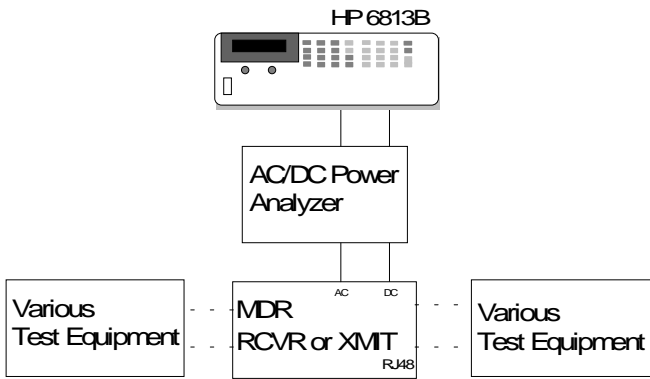 HP 6813B
AC/DC Power
Analyzer
AC DC
Various
Test Equipment
MDR
RCVR or XMIT
RJ48
Various
Test Equipment